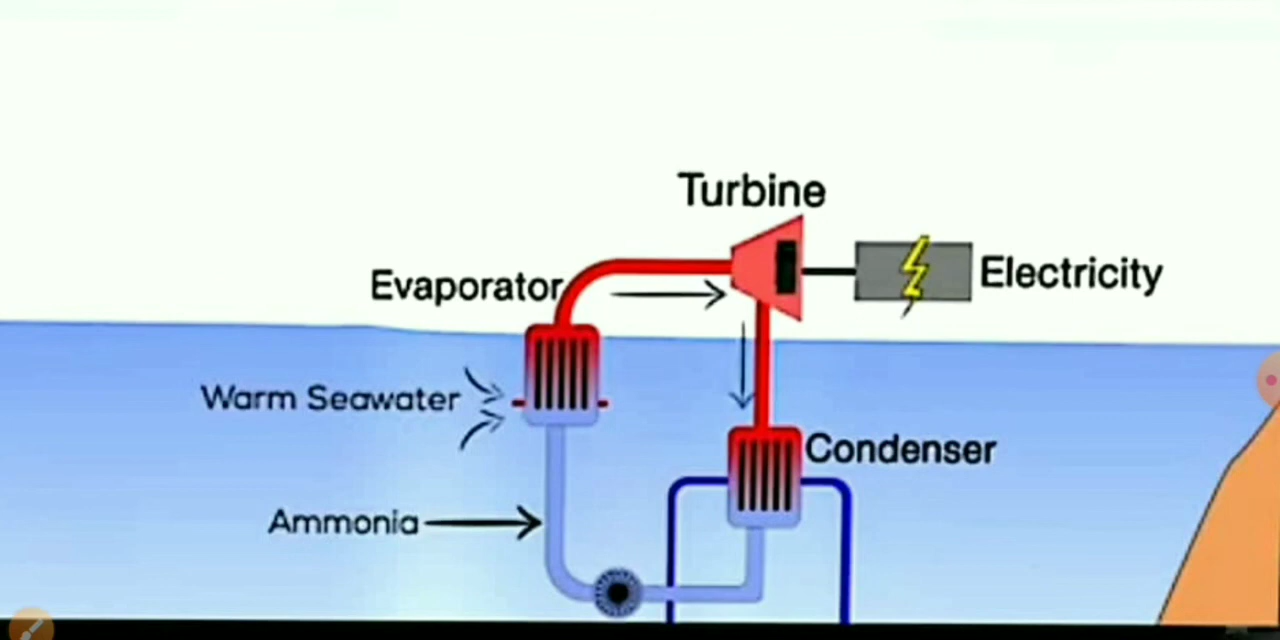 Turbine
Evaporator
Electricity
Warm Seawater
Condenser
Ammonia